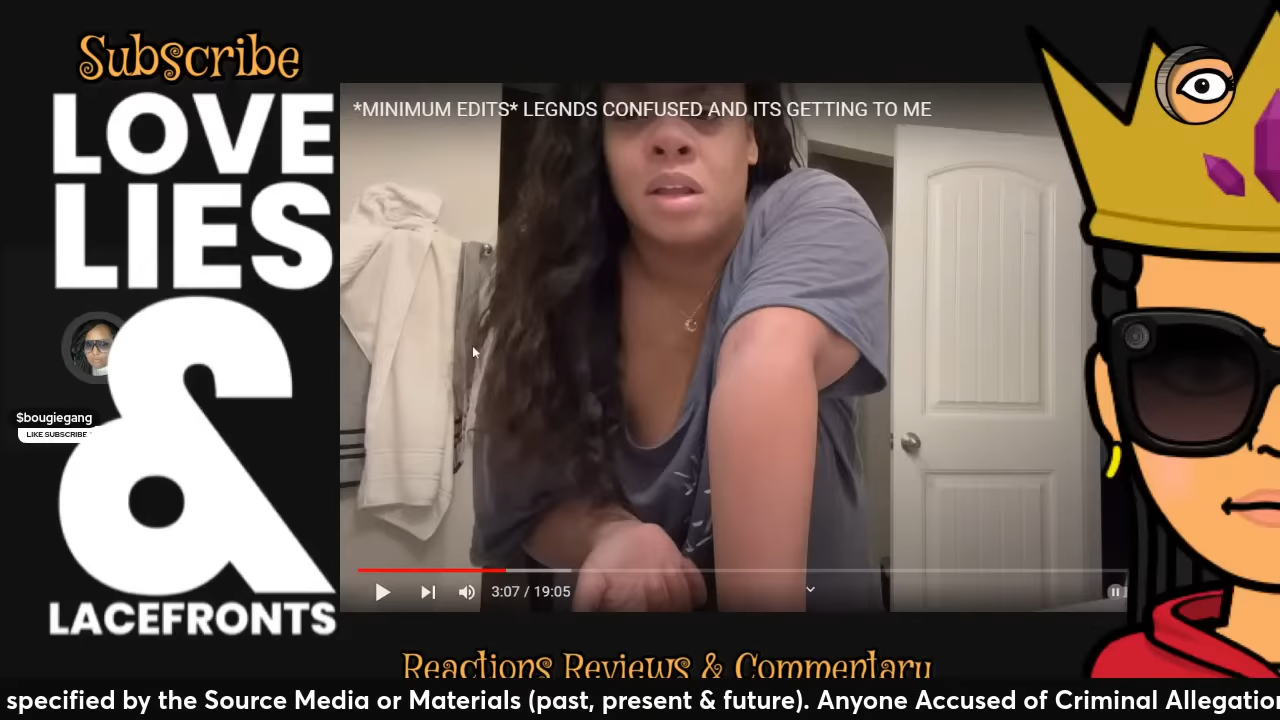 Subscribe
LOVE
LIES
&
LACEFRONTS
$bougiegang
LIKE SUBSCRIBE
*MINIMUM EDITS* LEGNDS CONFUSED AND ITS GETTING TO ME
3:07 / 19:05
Reactions Reviews & Commentary
specified by the Source Media or Materials (past, present & future). Anyone Accused of Criminal Allegation